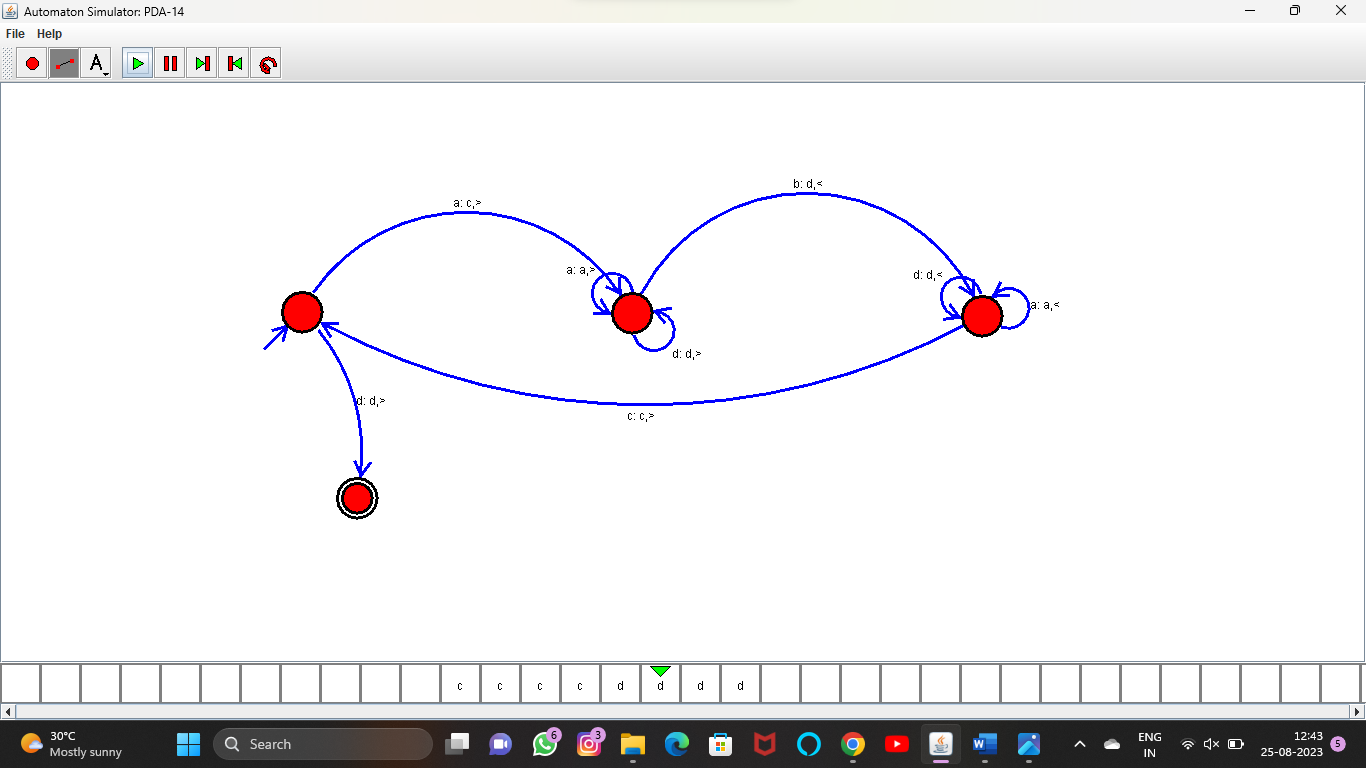 Automaton Simulator: PDA-14
File Help
A
b: d,<
a: c,>
a: a,>
d: d,<
a: a,<
d: d,>
d: d,>
c: c,>
c c c c d d d d
30°C
Mostly sunny
Search
6
3
ENG
IN
12:43
25-08-2023
5